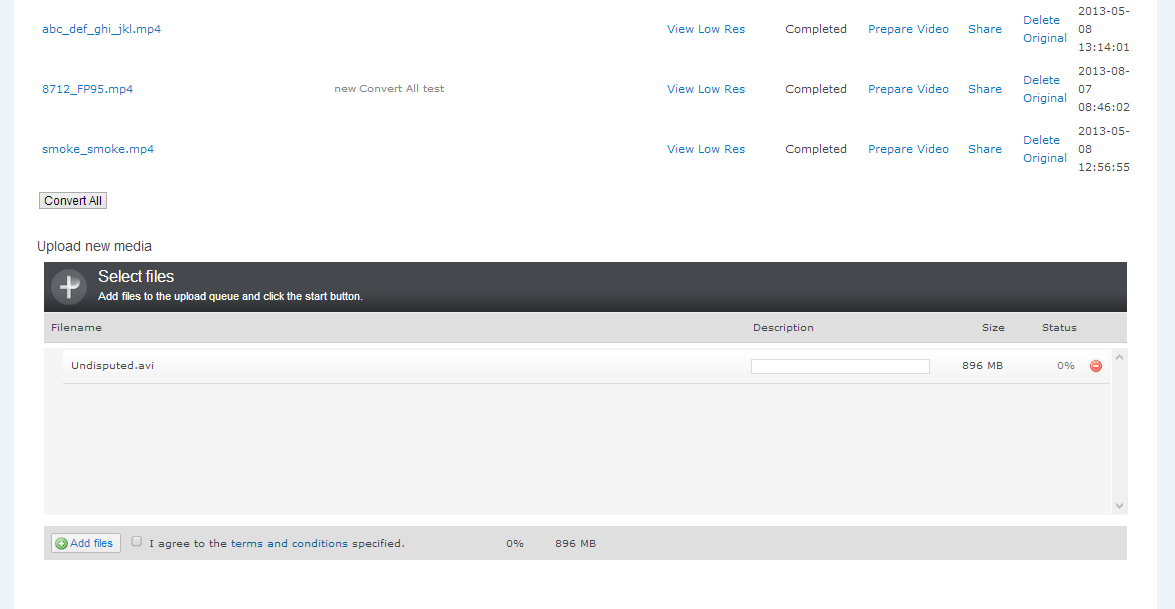 2013-05-
abc_def_ghi_jkl.mp4 View Low Res Completed Prepare Video Share Delete Original 08
13:14:01
2013-08-
8712_FP95.mp4 new Convert All test View Low Res Completed Prepare Video Share Delete Original 07
08:46:02
2013-05-
smoke_smoke.mp4 View Low Res Completed Prepare Video Share Delete Original 08
12:56:55
Convert All
Upload new media
Select files
Add files to the upload queue and click the start button.
Filename Description Size Status
Undisputed.avi 896 MB 0%
Add files I agree to the terms and conditions specified. 0% 896 MB